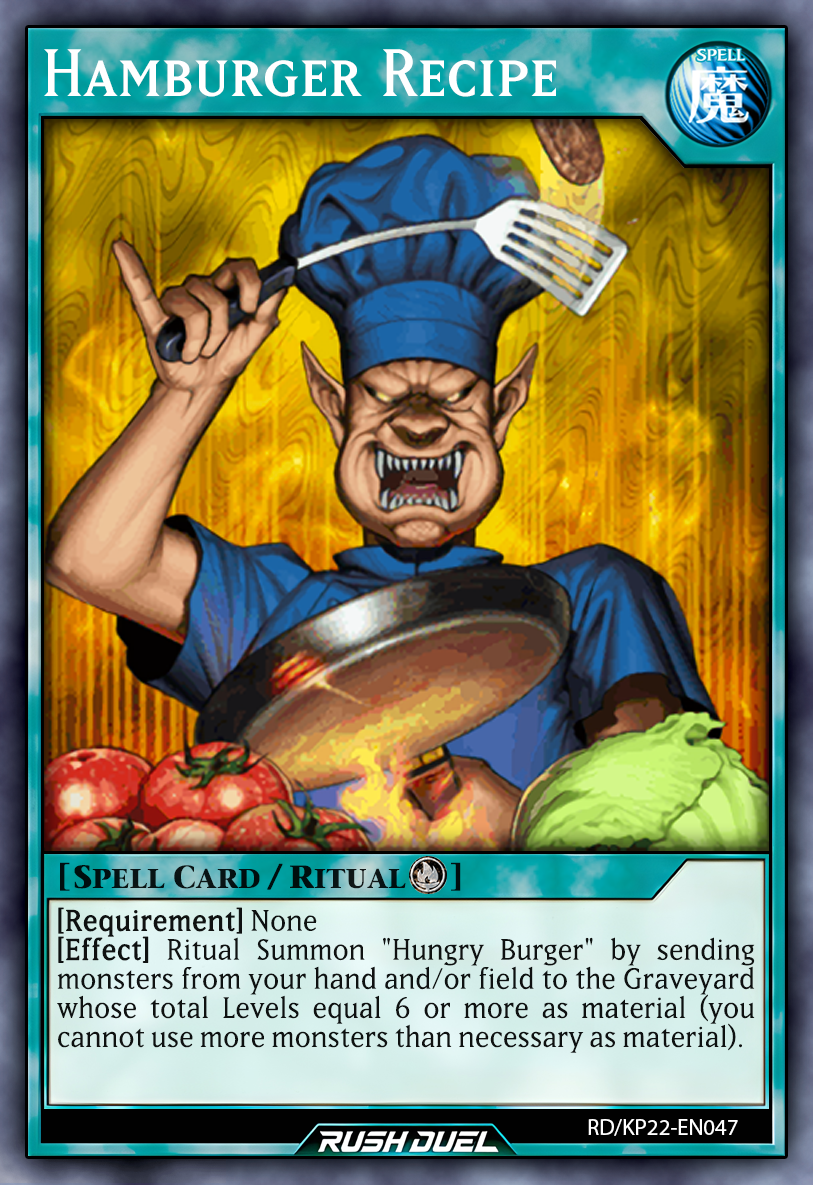 Hamburger Recipe
SPELL
魔
[Spell Card / Ritual]
[Requirement] None
[Effect] Ritual Summon "Hungry Burger" by sending
monsters from your hand and/or field to the Graveyard
whose total Levels equal 6 or more as material (you
cannot use more monsters than necessary as material).
RD/KP22-EN047
RUSH DUEL